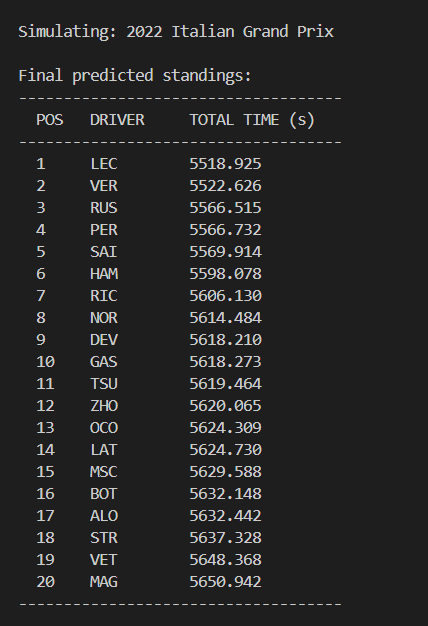 Simulating: 2022 Italian Grand Prix
Final predicted standings:
------------------------------------
POS DRIVER TOTAL TIME (s)
------------------------------------
1 LEC 5518.925
2 VER 5522.626
3 RUS 5566.515
4 PER 5566.732
5 SAI 5569.914
6 HAM 5598.078
7 RIC 5606.130
8 NOR 5614.484
9 DEV 5618.210
10 GAS 5618.273
11 TSU 5619.464
12 ZHO 5620.065
13 OCO 5624.309
14 LAT 5624.730
15 MSC 5629.588
16 BOT 5632.148
17 ALO 5632.442
18 STR 5637.328
19 VET 5648.368
20 MAG 5650.942
------------------------------------